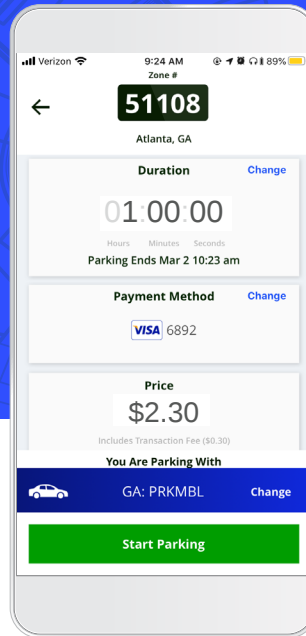 Verizon 9:24 AM 89%
Zone #
51108
Atlanta, GA
Duration Change
01:00:00
Hours Minutes Seconds
Parking Ends Mar 2 10:23 am
Payment Method Change
VISA 6892
Price
$2.30
Includes Transaction Fee ($0.30)
You Are Parking With
GA: PRKMBL Change
Start Parking